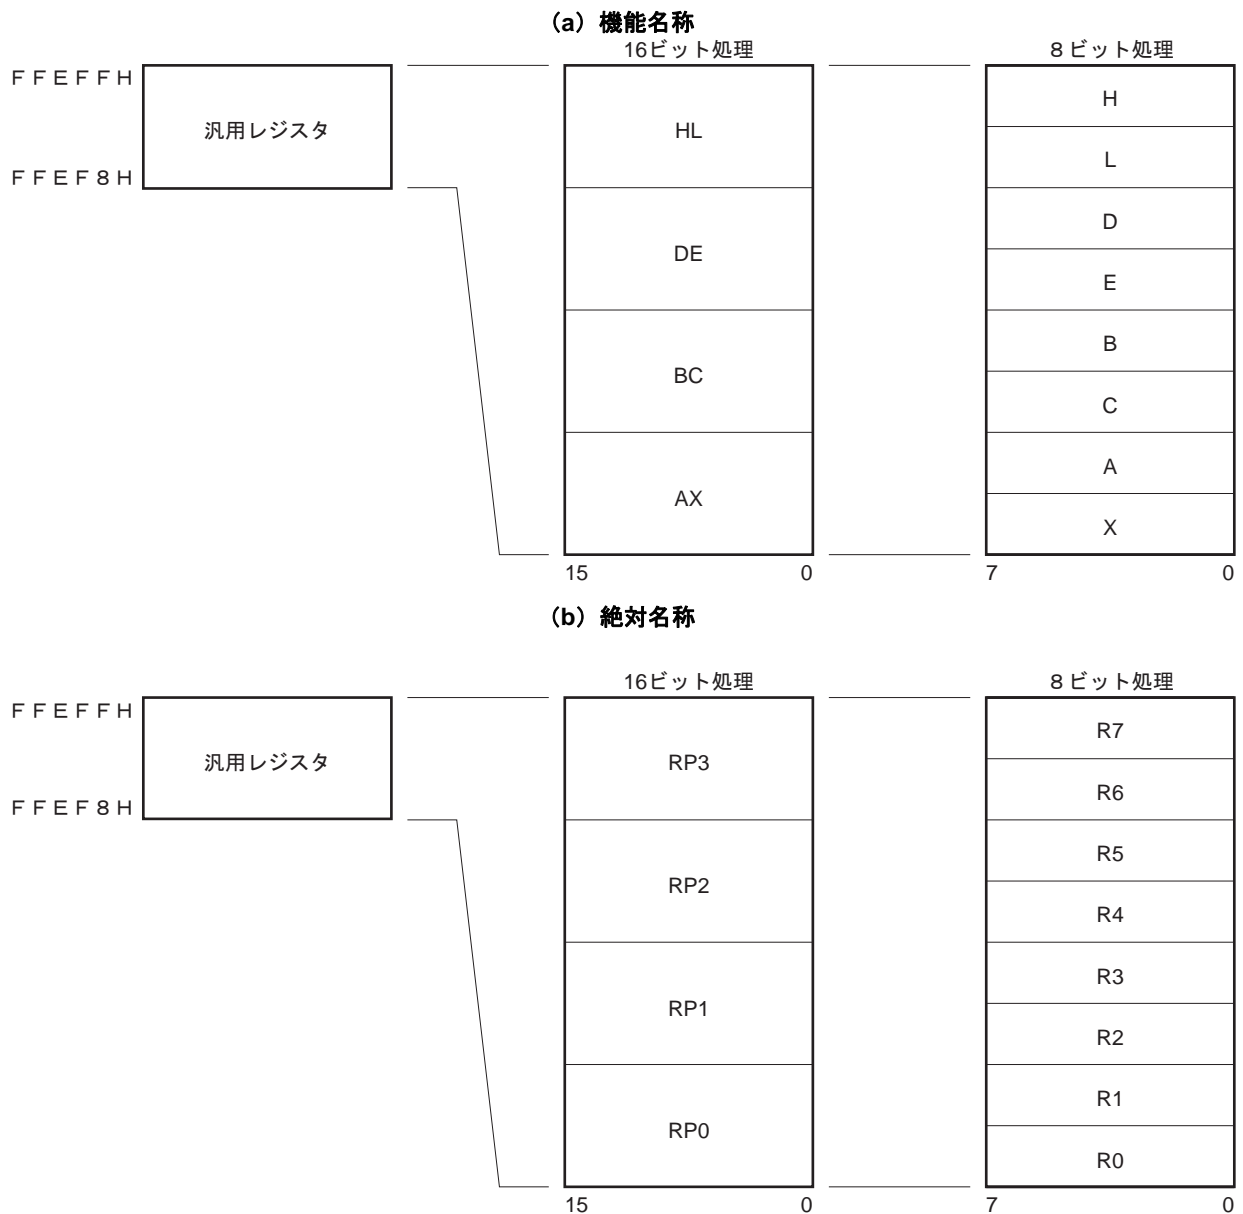 （a）機能名称
16ビット処理
８ビット処理
ＦＦＥＦＦＨ
汎用レジスタ
ＦＦＥＦ８Ｈ
HL
DE
BC
AX
15 0
H
L
D
E
B
C
A
X
7 0
（b）絶対名称
16ビット処理
８ビット処理
ＦＦＥＦＦＨ
汎用レジスタ
ＦＦＥＦ８Ｈ
RP3
RP2
RP1
RP0
15 0
R7
R6
R5
R4
R3
R2
R1
R0
7 0